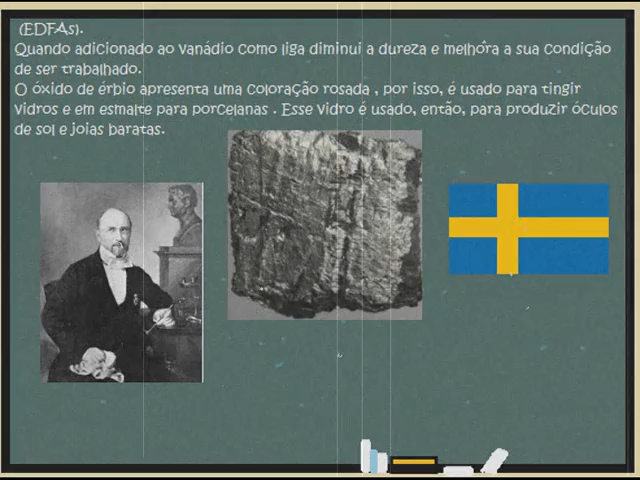 (EDFAs).
Quando adicionado ao vanádio como liga diminui a dureza e melhora a sua condição
de ser trabalhado.
O óxido de érbio apresenta uma coloração rosada , por isso, é usado para tingir
vidros e em esmalte para porcelanas . Esse vidro é usado, então, para produzir óculos
de sol e joias baratas.